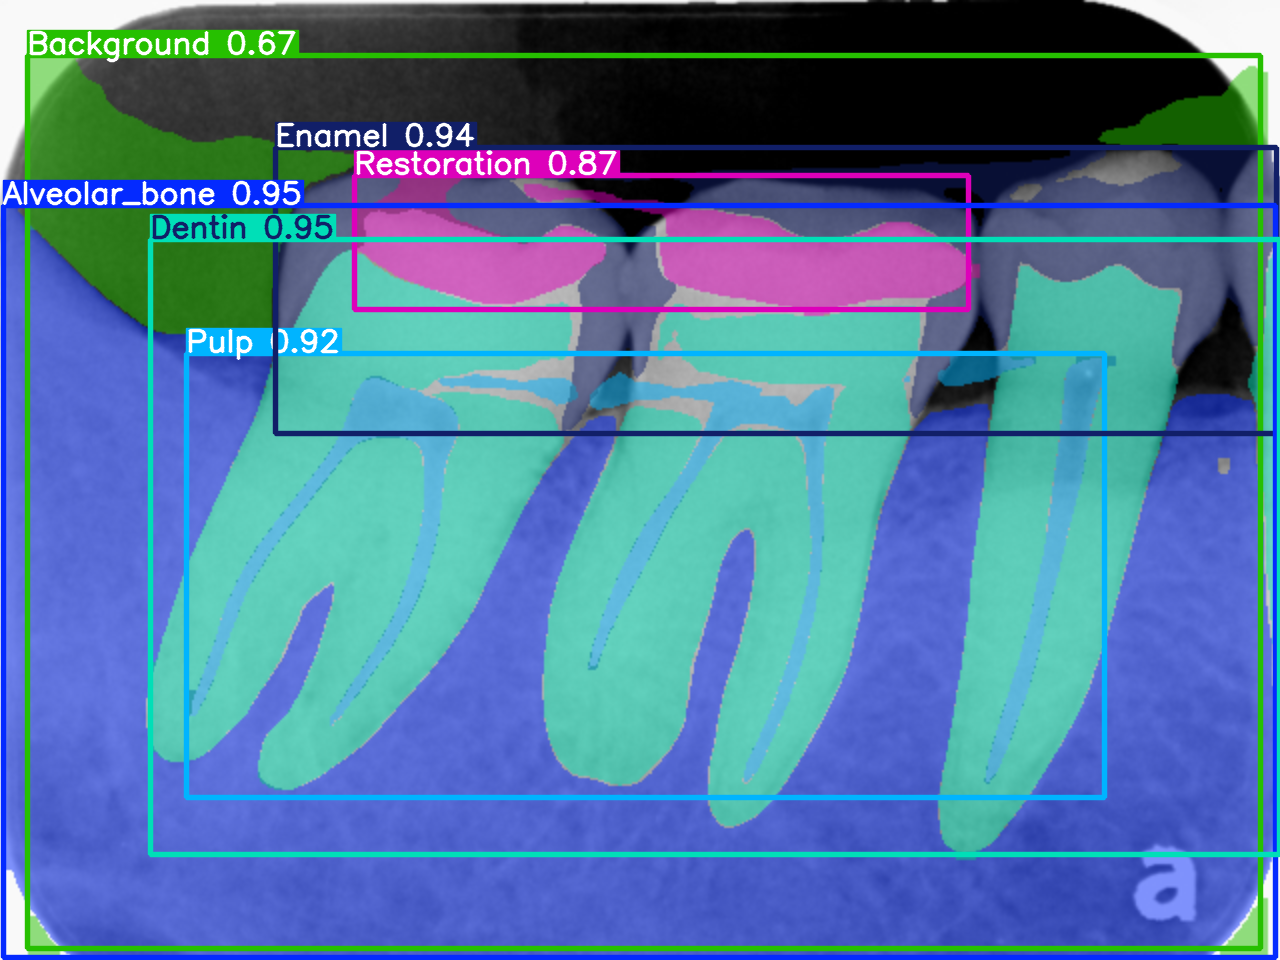 Background 0.67
Enamel 0.94
Restoration 0.87
Alveolar_bone 0.95
Dentin 0.95
Pulp 0.92
a